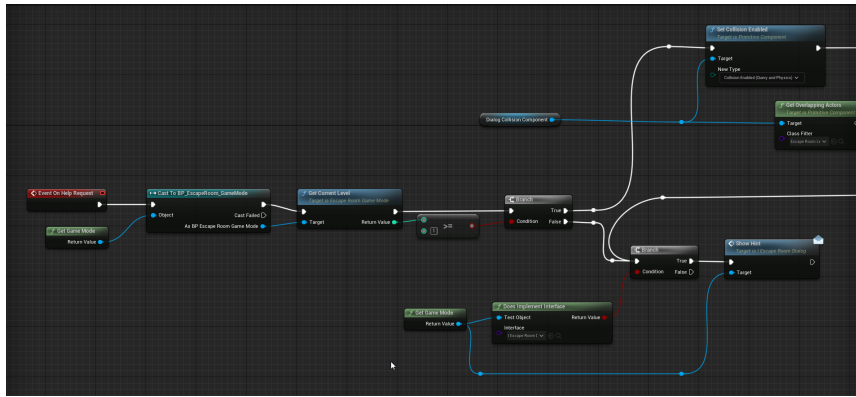 Set Collision Enabled
Target is Primitive Component
Target
New Type
Collision Enabled (Query and Physics)
Dialog Collision Component
Get Overlapping Actors
Target is Primitive Component
Target
Class Filter
Event On Help Request
Cast To BP_EscapeRoom_GameMode
Object
Cast Failed
As BP Escape Room Game Mode
Get Game Mode
Return Value
Get Current Level
Target is Escape Room Game Mode
Target
Return Value
>=
1
Branch
True
Condition
False
Branch
True
Condition
False
Show Hint
Target is I Escape Room Dialog
Target
Get Game Mode
Return Value
Does Implement Interface
Test Object
Return Value
Interface